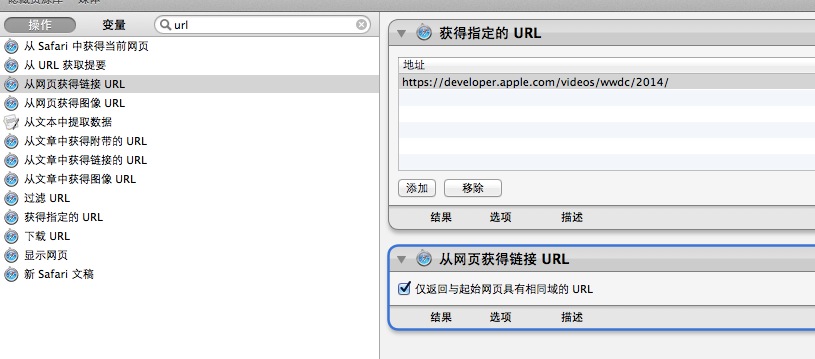 隐藏资源库 媒体
操作 变量 url
从 Safari 中获得当前网页
从 URL 获取提要
从网页获得链接 URL
从网页获得图像 URL
从文本中提取数据
从文章中获得附带的 URL
从文章中获得链接的 URL
从文章中获得图像 URL
过滤 URL
获得指定的 URL
下载 URL
显示网页
新 Safari 文稿
获得指定的 URL
地址
https://developer.apple.com/videos/wwdc/2014/
添加 移除
结果 选项 描述
从网页获得链接 URL
仅返回与起始网页具有相同域的 URL
结果 选项 描述